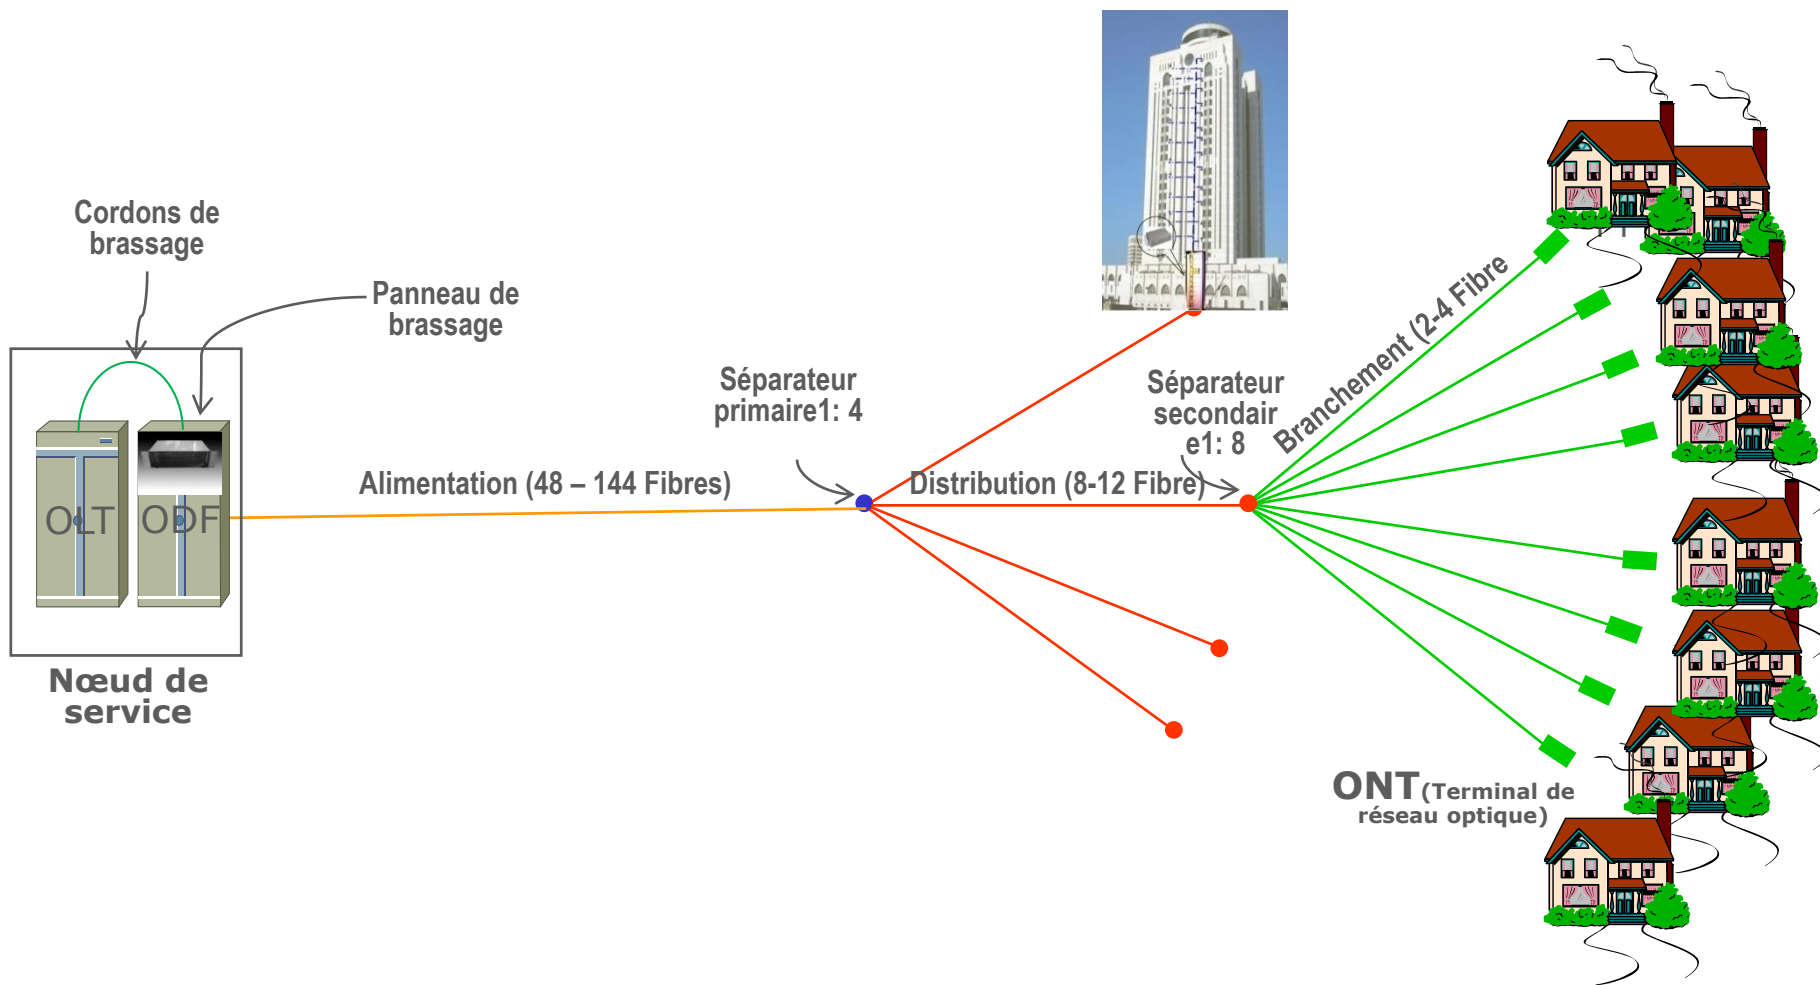 Cordons de
brassage
Panneau de
brassage
OLT
ODF
Nœud de
service
Alimentation (48 – 144 Fibres)
Séparateur
primaire1: 4
Distribution (8-12 Fibre)
Séparateur
secondair
e1: 8
Branchement (2-4 Fibre
ONT(Terminal de
réseau optique)